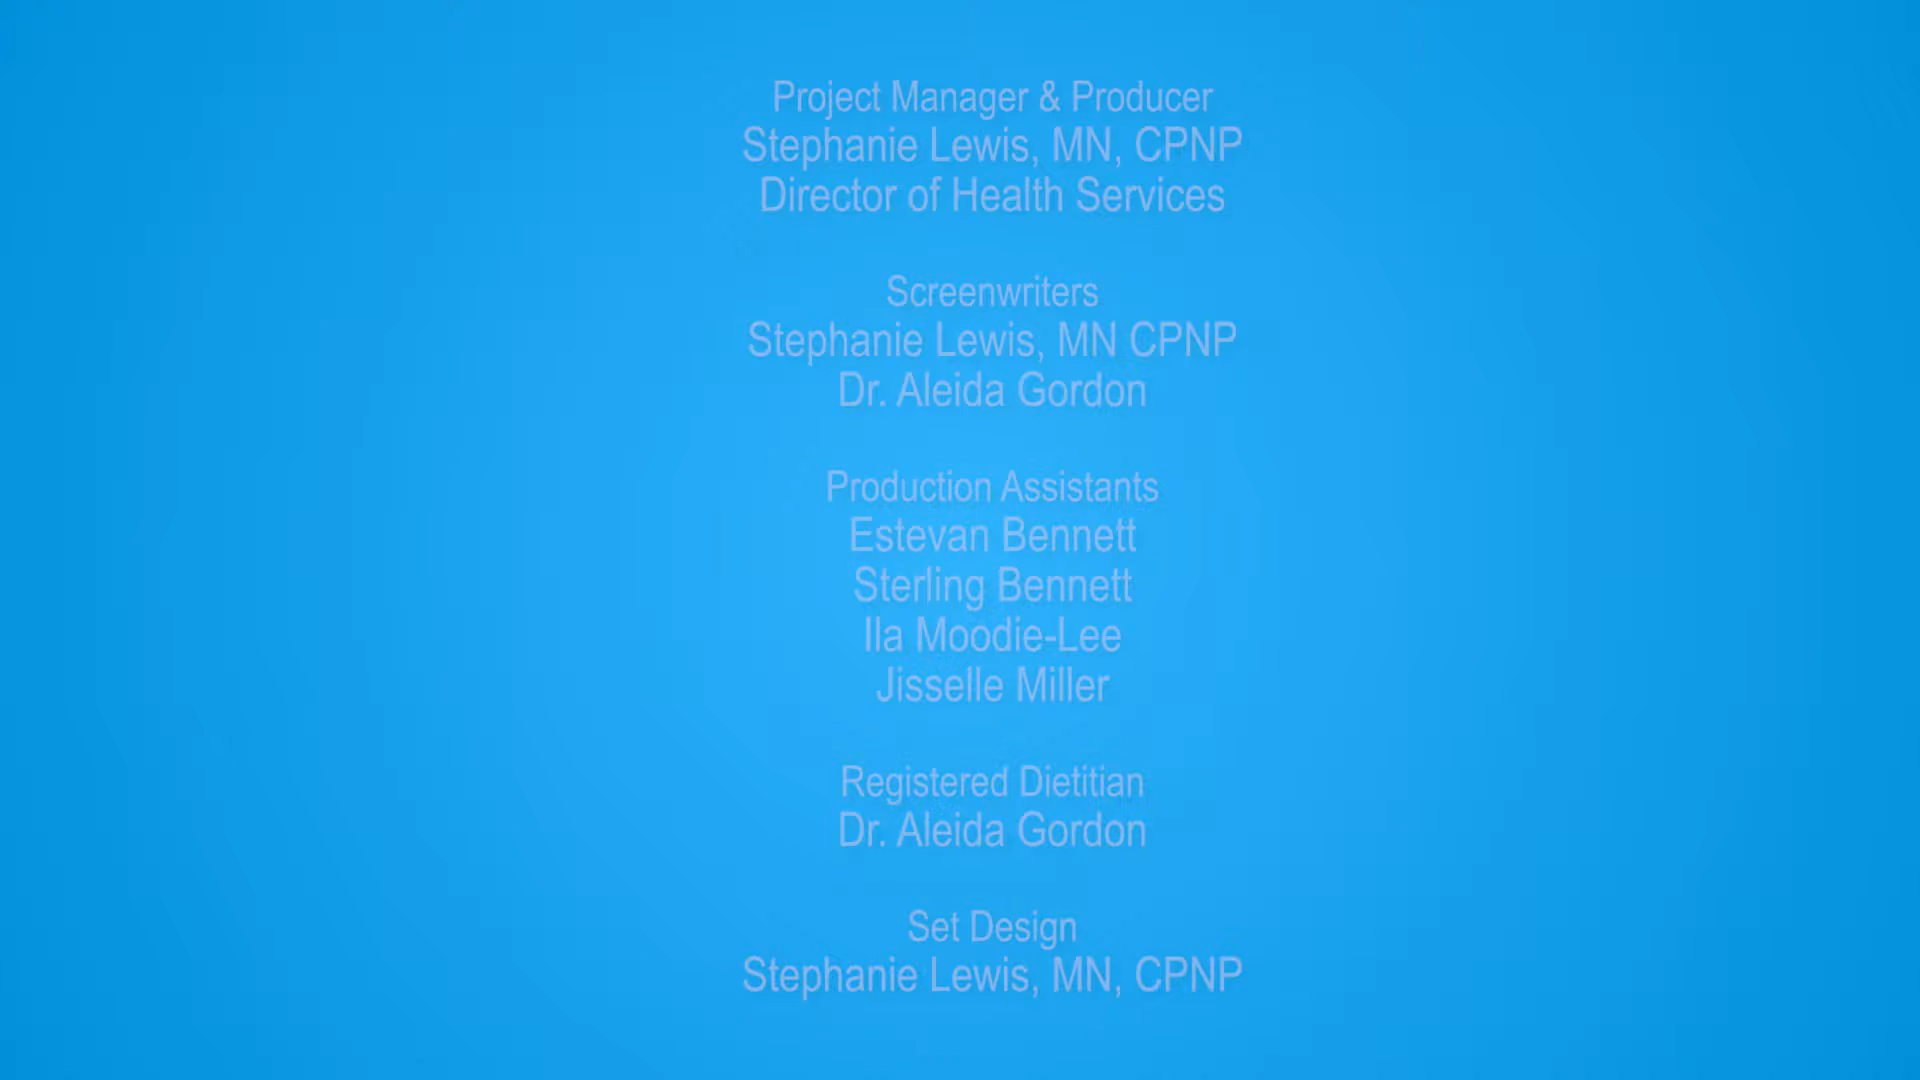 Project Manager & Producer
Stephanie Lewis, MN, CPNP
Director of Health Services
Screenwriters
Stephanie Lewis, MN CPNP
Dr. Aleida Gordon
Production Assistants
Estevan Bennett
Sterling Bennett
Ila Moodie-Lee
Jisselle Miller
Registered Dietitian
Dr. Aleida Gordon
Set Design
Stephanie Lewis, MN, CPNP